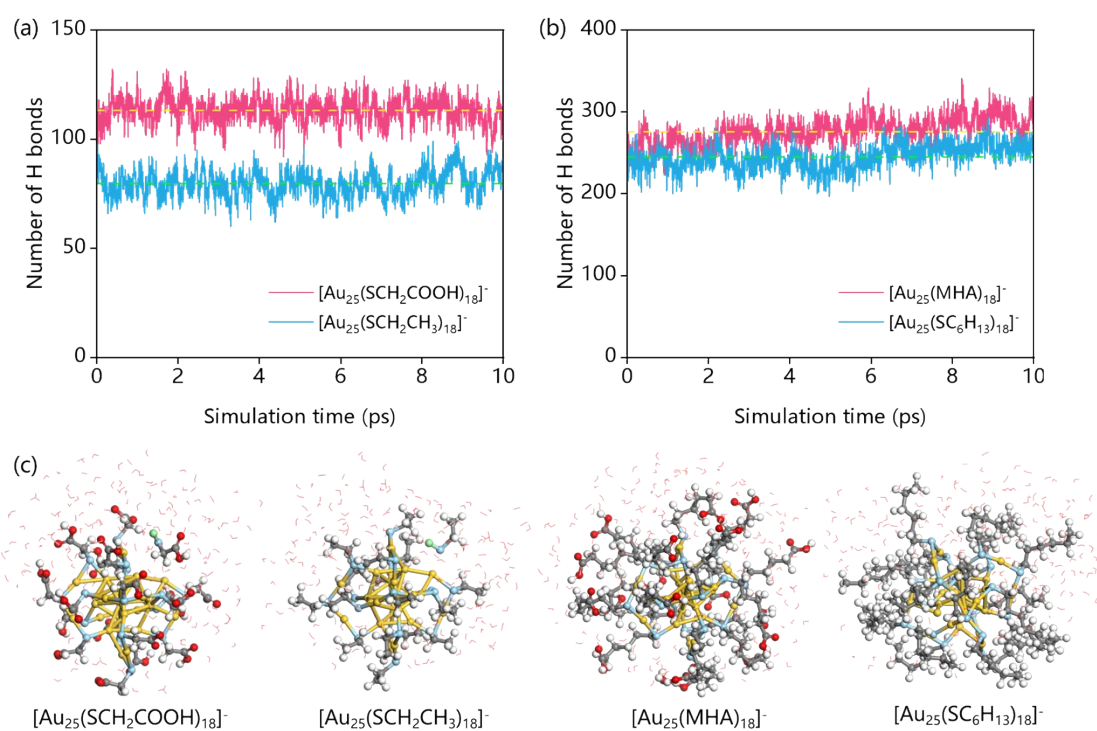 (a)
150
100
50
0
Number of H bonds
[Au25(SCH2COOH)18]-
[Au25(SCH2CH3)18]-
0 2 4 6 8 10
Simulation time (ps)
(b)
400
300
200
100
0
Number of H bonds
[Au25(MHA)18]-
[Au25(SC6H13)18]-
0 2 4 6 8 10
Simulation time (ps)
(c)
[Au25(SCH2COOH)18]- [Au25(SCH2CH3)18]- [Au25(MHA)18]- [Au25(SC6H13)18]-